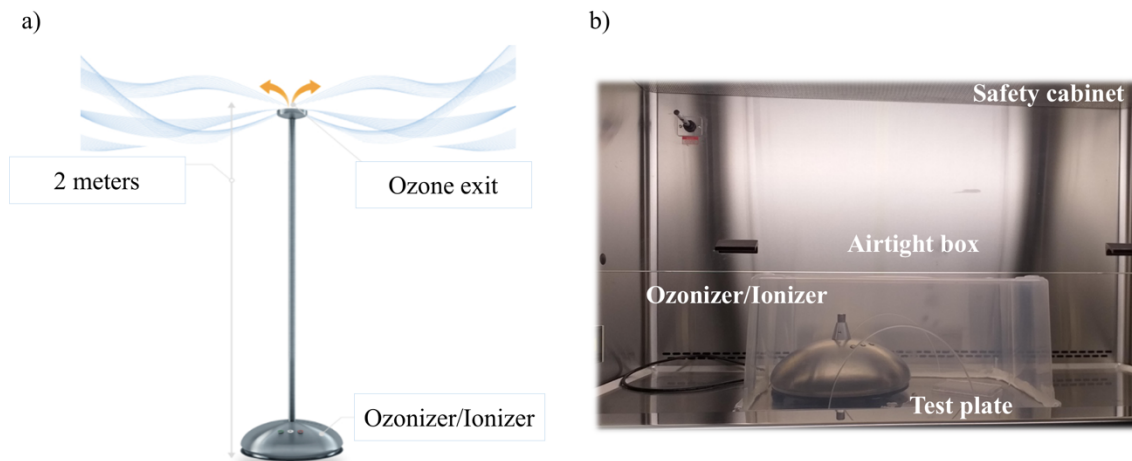 a)
2 meters
Ozone exit
Ozonizer/Ionizer
b)
Safety cabinet
Airtight box
Ozonizer/Ionizer
Test plate